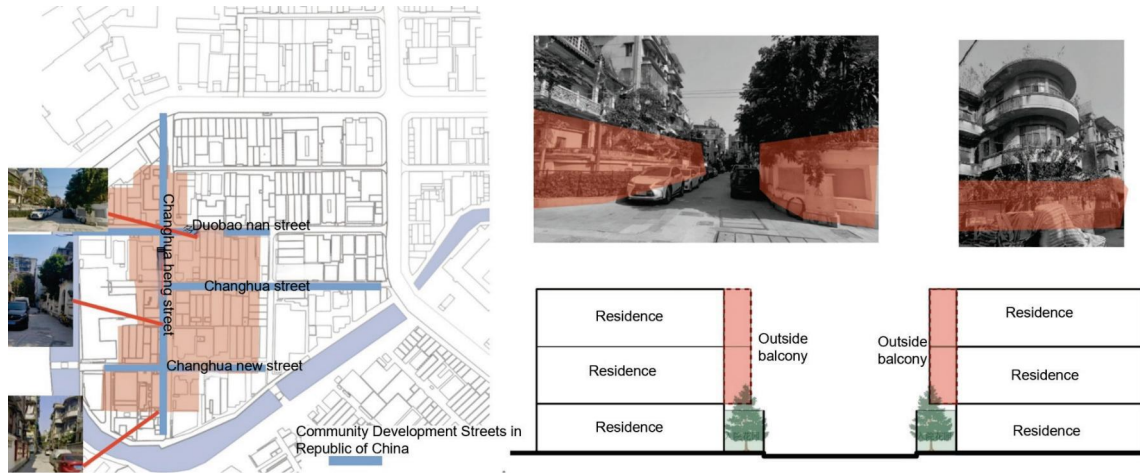 Changhua heng street
Duobao nan street
Changhua street
Changhua new street
Community Development Streets in
Republic of China
Residence
Residence
Residence
Outside
balcony
Outside
balcony
Residence
Residence
Residence